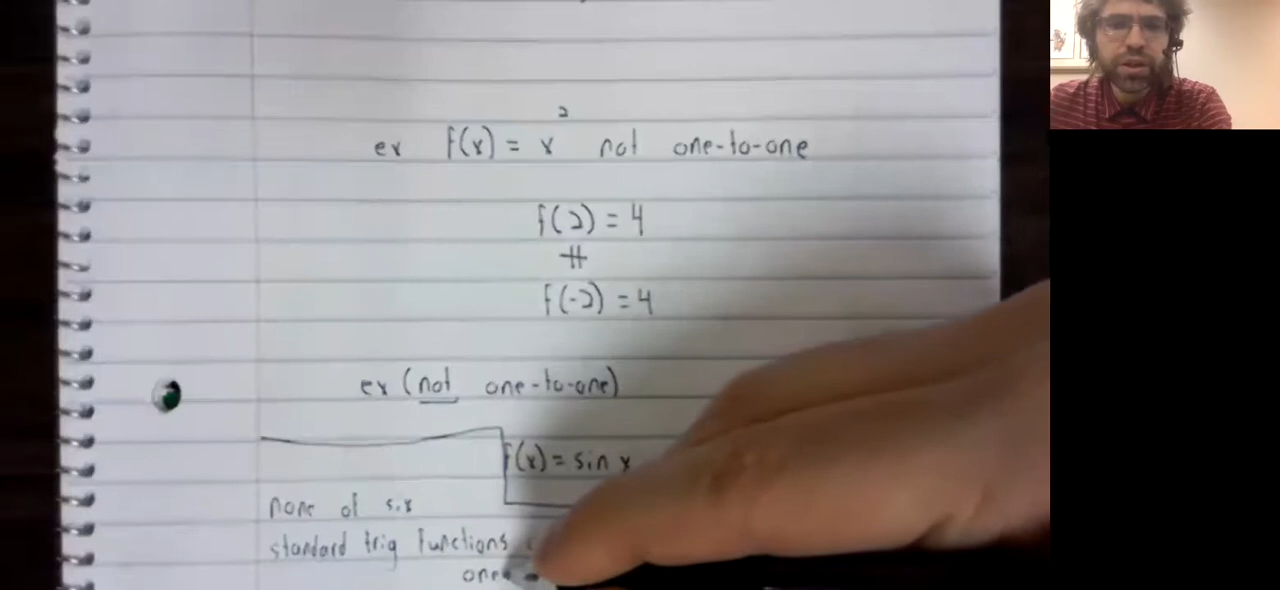 ex f(x) = x² not one-to-one
f(2) = 4
≠
f(-2) = 4
ex (not one-to-one)
f(x) = sin x
none of six
standard trig functions
one-